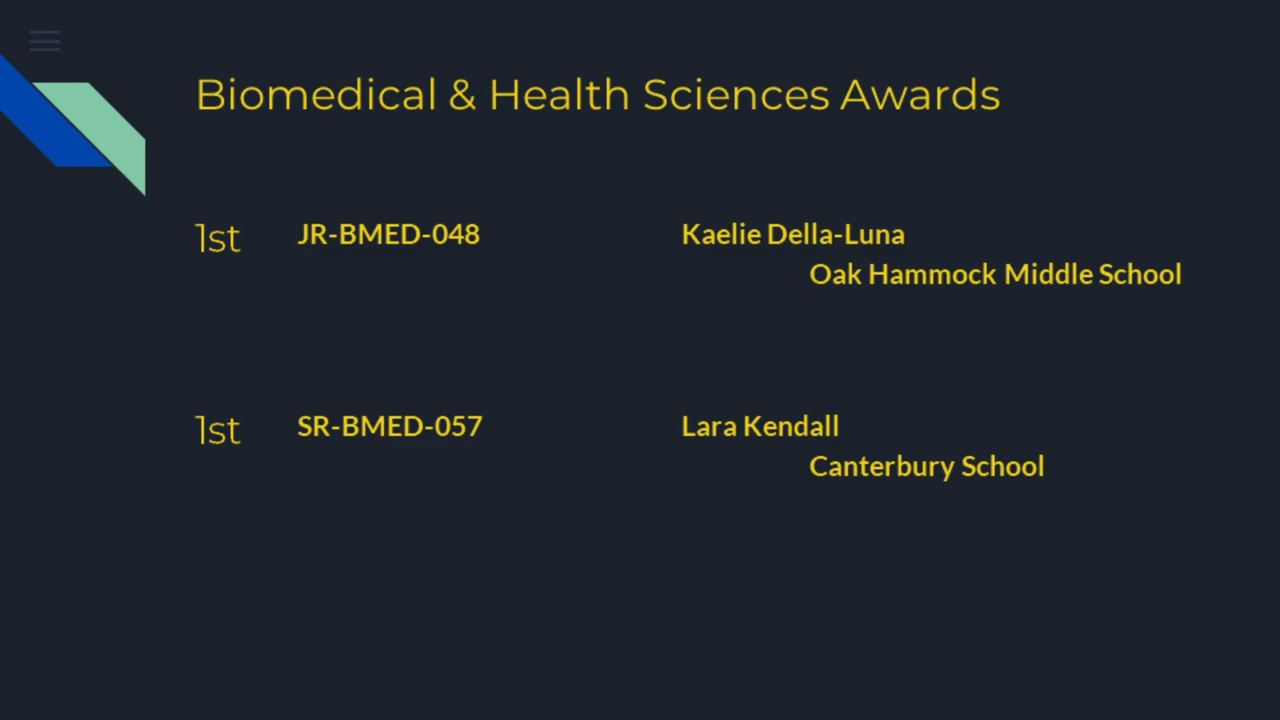 Biomedical & Health Sciences Awards
1st JR-BMED-048 Kaelie Della-Luna
Oak Hammock Middle School
1st SR-BMED-057 Lara Kendall
Canterbury School